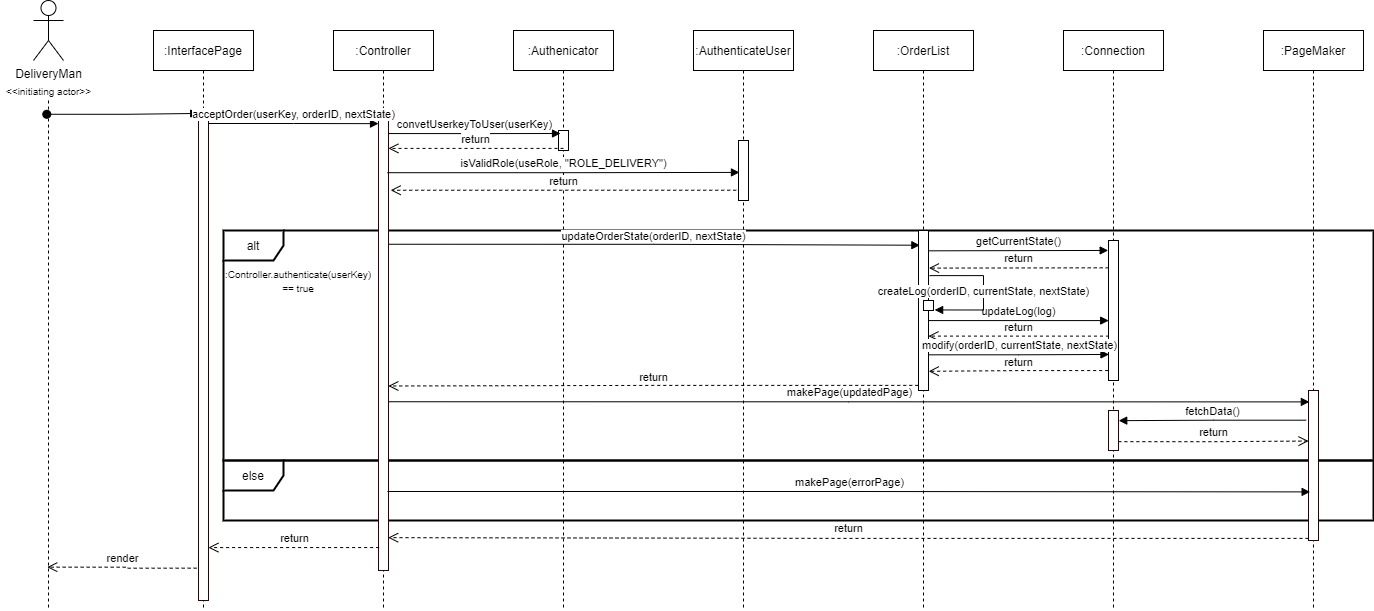 DeliveryMan
<<initiating actor>>
:InterfacePage
:Controller
:Authenicator
:AuthenticateUser
:OrderList
:Connection
:PageMaker
acceptOrder(userKey, orderID, nextState)
convetUserkeyToUser(userKey)
return
isValidRole(useRole, "ROLE_DELIVERY")
return
alt
:Controller.authenticate(userKey)
== true
updateOrderState(orderID, nextState)
getCurrentState()
return
createLog(orderID, currentState, nextState)
updateLog(log)
return
modify(orderID, currentState, nextState)
return
return
makePage(updatedPage)
fetchData()
return
else
makePage(errorPage)
return
return
render